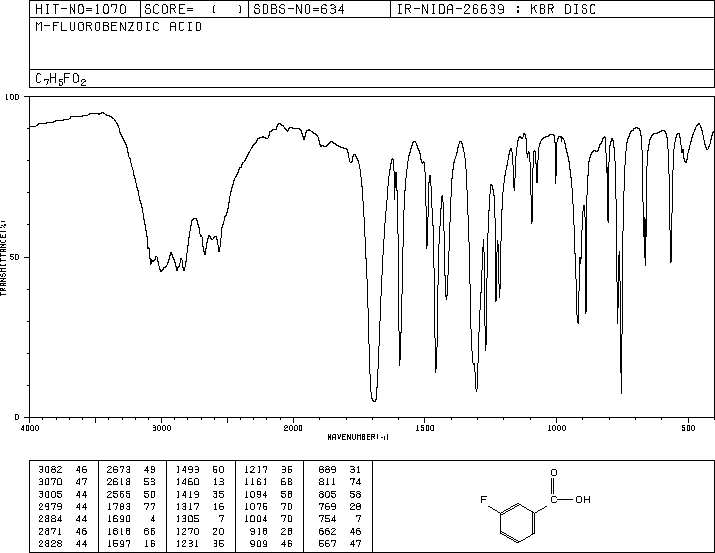 HIT-NO=1070 SCORE= ( ) SDBS-NO=634 IR-NIDA-26639 : KBR DISC
M-FLUOROBENZOIC ACID
C7H5FO2
100
50
0
TRANSMITTANCE(%)
4000 3000 2000 1500 1000 500
WAVENUMBER(-1)
3082 46 2673 49 1493 50 1217 36 889 31
3070 47 2618 53 1460 13 1161 68 811 74
3005 44 2565 50 1419 35 1094 58 805 58
2979 44 1783 77 1317 16 1076 70 769 28
2884 44 1690 4 1305 7 1004 70 754 7
2871 46 1618 66 1270 20 918 28 662 46
2828 44 1597 16 1231 35 909 46 567 47
O
F
OH
C